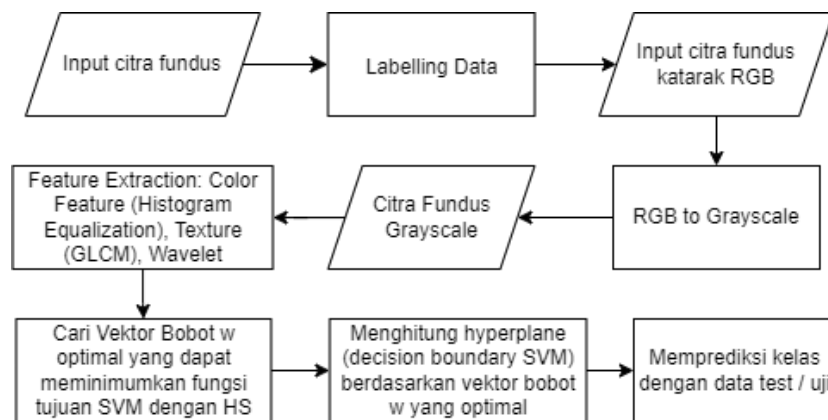 Input citra fundus
Labelling Data
Input citra fundus
katarak RGB
RGB to Grayscale
Citra Fundus
Grayscale
Feature Extraction: Color
Feature (Histogram
Equalization), Texture
(GLCM), Wavelet
Cari Vektor Bobot w
optimal yang dapat
meminimumkan fungsi
tujuan SVM dengan HS
Menghitung hyperplane
(decision boundary SVM)
berdasarkan vektor bobot
w yang optimal
Memprediksi kelas
dengan data test / uji